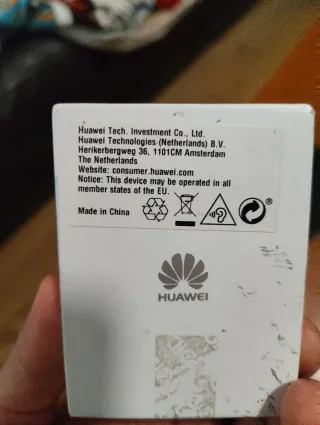 Huawei Tech. Investment Co., Ltd.
Huawei Technologies (Netherlands) B.V.
Herikerbergweg 36, 1101CM Amsterdam
The Netherlands
Website: consumer.huawei.com
Notice: This device may be operated in all
member states of the EU.
Made in China
®
HUAWEI